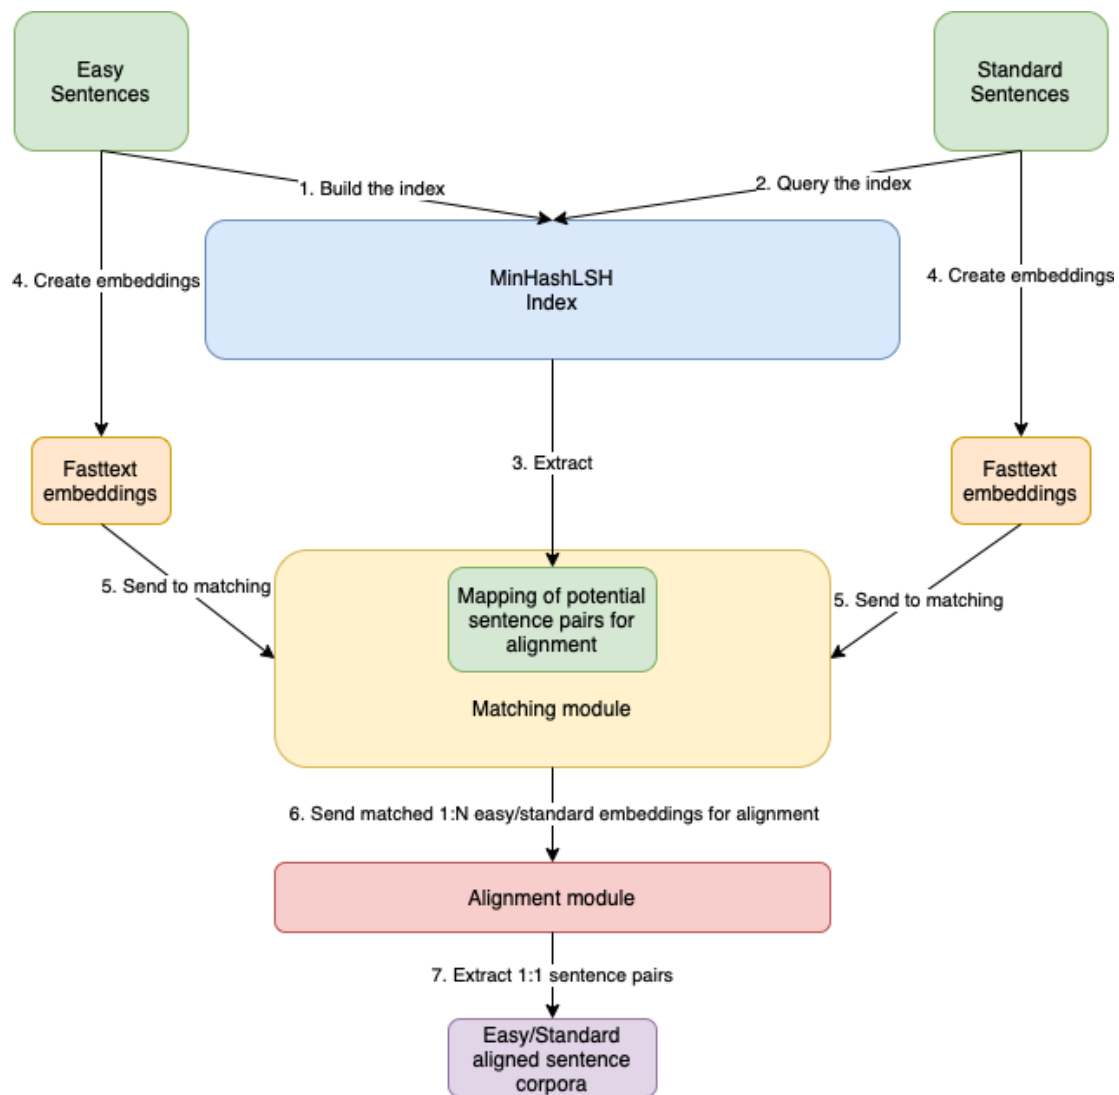 Easy
Sentences
Standard
Sentences
1. Build the index
2. Query the index
MinHashLSH
Index
4. Create embeddings
4. Create embeddings
3. Extract
Fasttext
embeddings
Fasttext
embeddings
5. Send to matching
5. Send to matching
Mapping of potential
sentence pairs for
alignment
Matching module
6. Send matched 1:N easy/standard embeddings for alignment
Alignment module
7. Extract 1:1 sentence pairs
Easy/Standard
aligned sentence
corpora